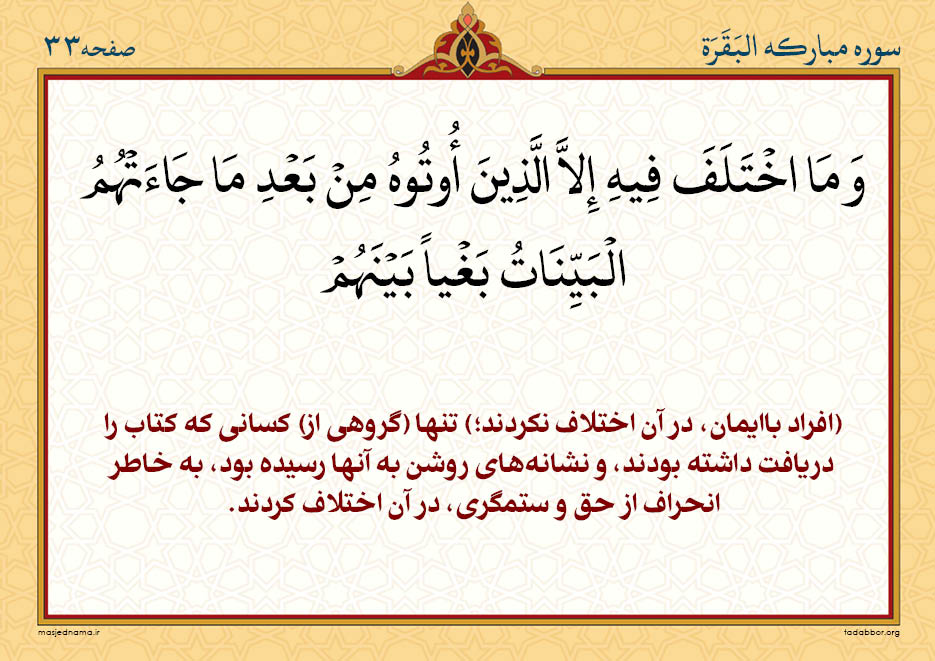 سوره مبارکه البَقَرَة
صفحه۳۳
وَ مَا اخْتَلَفَ فِيهِ إِلاَّ الَّذِينَ أُوتُوهُ مِنْ بَعْدِ مَا جَاءَتْهُمُ
الْبَيِّنَاتُ بَغْياً بَيْنَهُمْ
(افراد باایمان، در آن اختلاف نکردند؛) تنها (گروهی از) کسانی که کتاب را
دریافت داشته بودند، و نشانه‌های روشن به آنها رسیده بود، به خاطر
انحراف از حق و ستمگری، در آن اختلاف کردند.
masjednama.ir
tadabbor.org